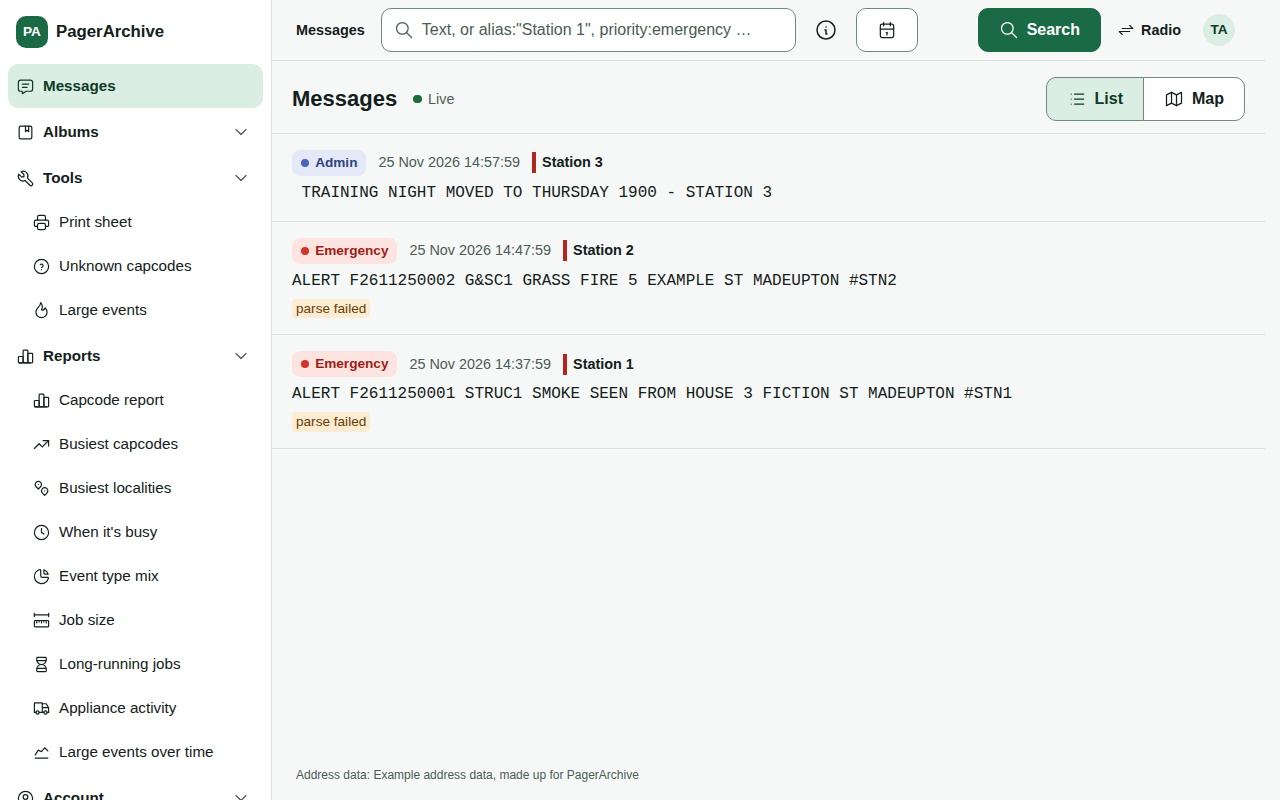 PA PagerArchive
Messages
Albums
Tools
Print sheet
Unknown capcodes
Large events
Reports
Capcode report
Busiest capcodes
Busiest localities
When it's busy
Event type mix
Job size
Long-running jobs
Appliance activity
Large events over time
Account
Messages Text, or alias:"Station 1", priority:emergency … Search Radio TA
Messages Live List Map
Admin 25 Nov 2026 14:57:59 Station 3
TRAINING NIGHT MOVED TO THURSDAY 1900 - STATION 3
Emergency 25 Nov 2026 14:47:59 Station 2
ALERT F2611250002 G&SC1 GRASS FIRE 5 EXAMPLE ST MADEUPTON #STN2
parse failed
Emergency 25 Nov 2026 14:37:59 Station 1
ALERT F2611250001 STRUC1 SMOKE SEEN FROM HOUSE 3 FICTION ST MADEUPTON #STN1
parse failed
Address data: Example address data, made up for PagerArchive